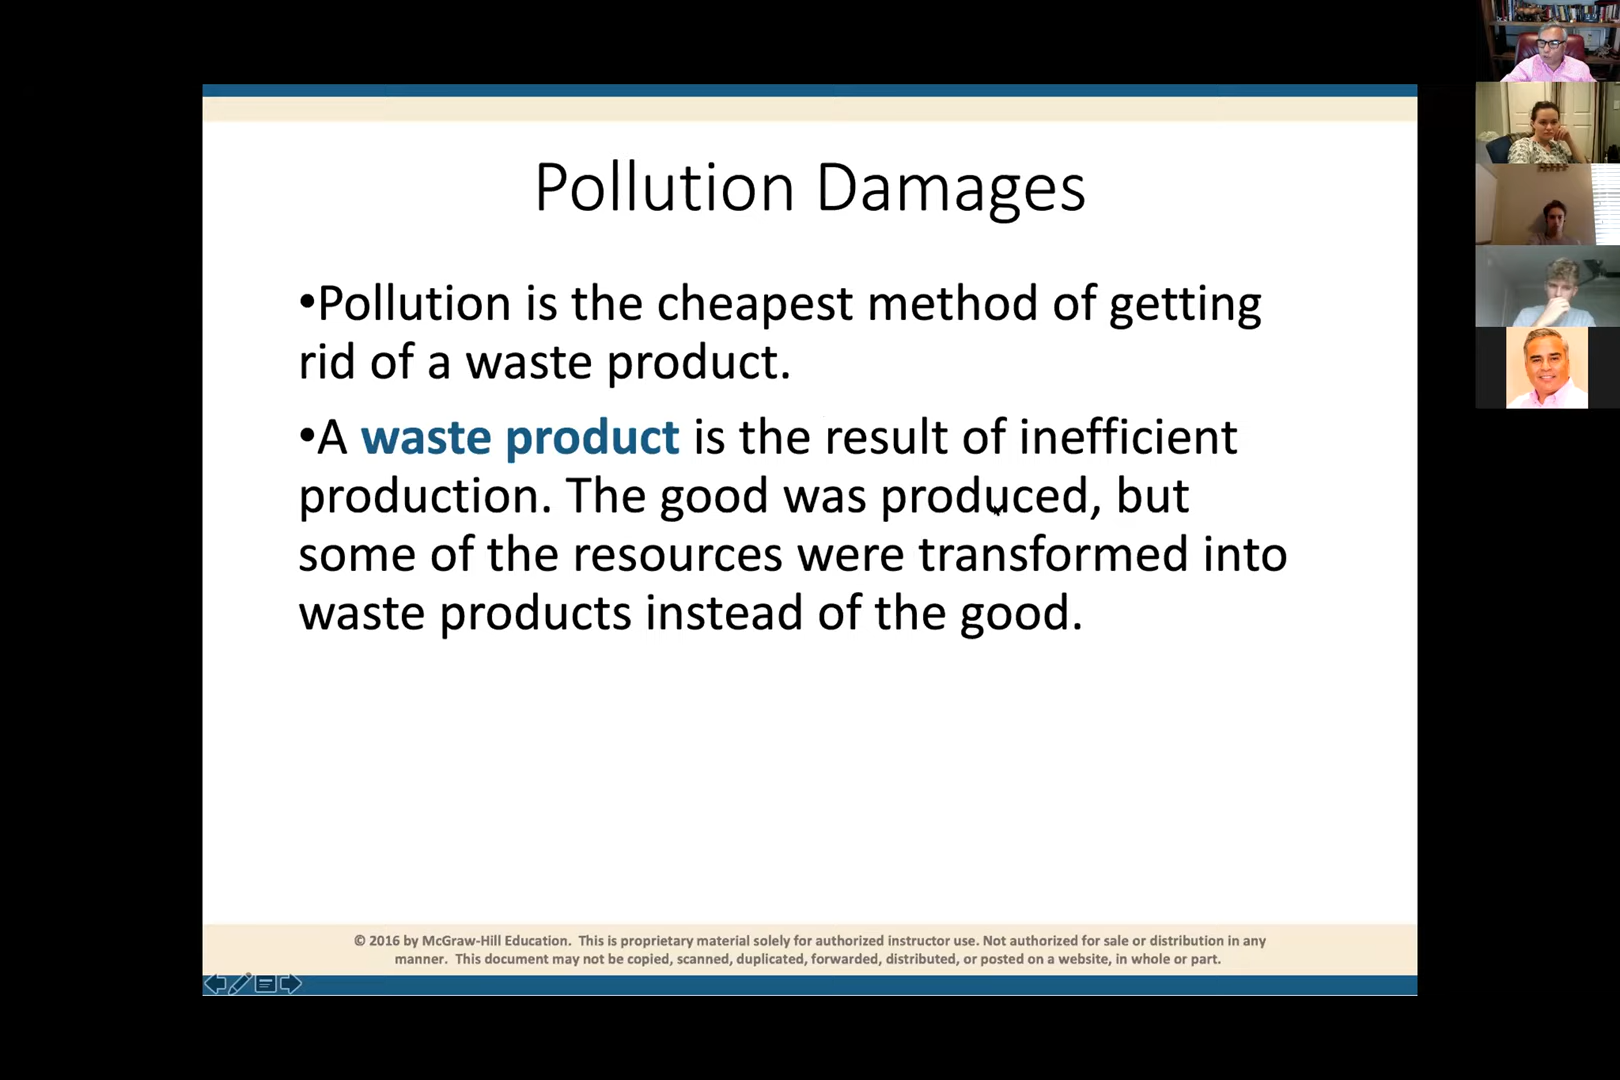 Pollution Damages
•Pollution is the cheapest method of getting
rid of a waste product.
•A waste product is the result of inefficient
production. The good was produced, but
some of the resources were transformed into
waste products instead of the good.
© 2016 by McGraw-Hill Education.  This is proprietary material solely for authorized instructor use. Not authorized for sale or distribution in any
manner.  This document may not be copied, scanned, duplicated, forwarded, distributed, or posted on a website, in whole or part.